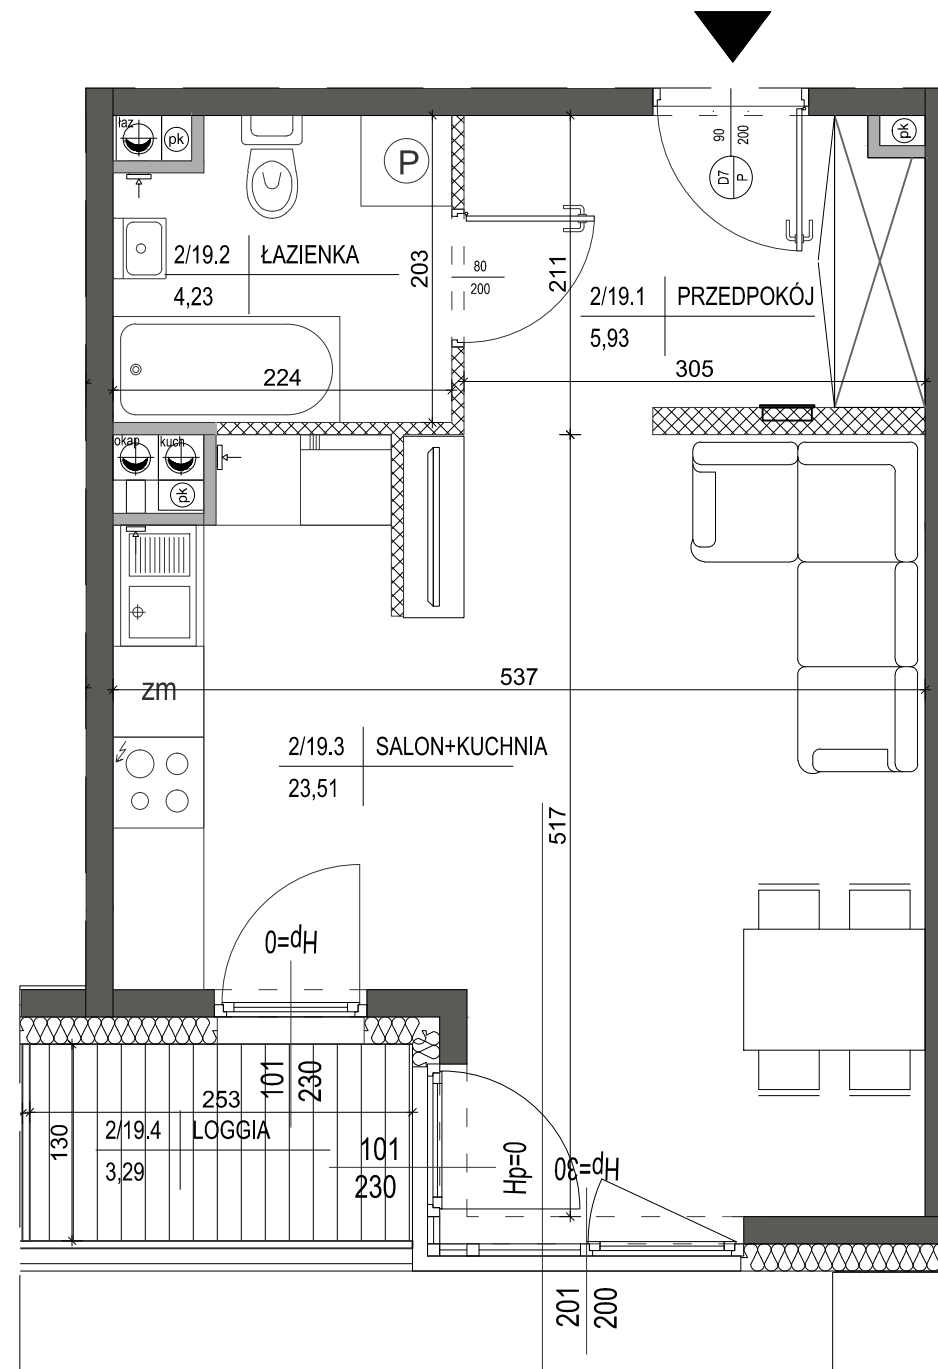 łaz
pk
P
90
200
D7
P
pk
2/19.2 ŁAZIENKA
4,23
203
80
200
211
2/19.1 PRZEDPOKÓJ
5,93
224
305
okap
kuch
pk
537
zm
2/19.3 SALON+KUCHNIA
23,51
517
Hp=0
101
230
253
130
2/19.4 LOGGIA
3,29
101
230
Hp=0
Hp=30
201
200